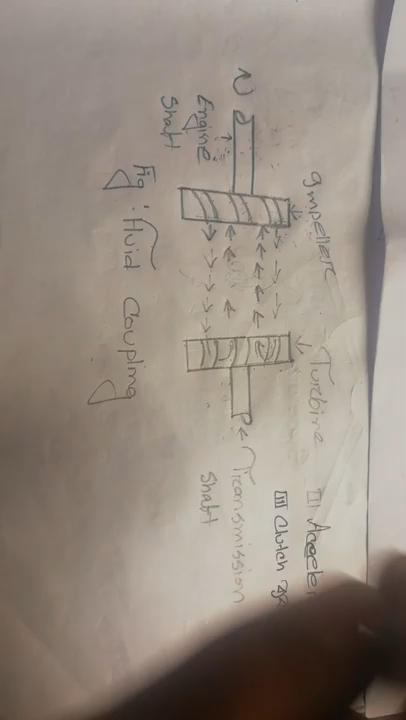 Impeller
Turbine
II Acceler
III Clutch
Engine
Shaft
Transmission
Shaft
Fig : Fluid Coupling